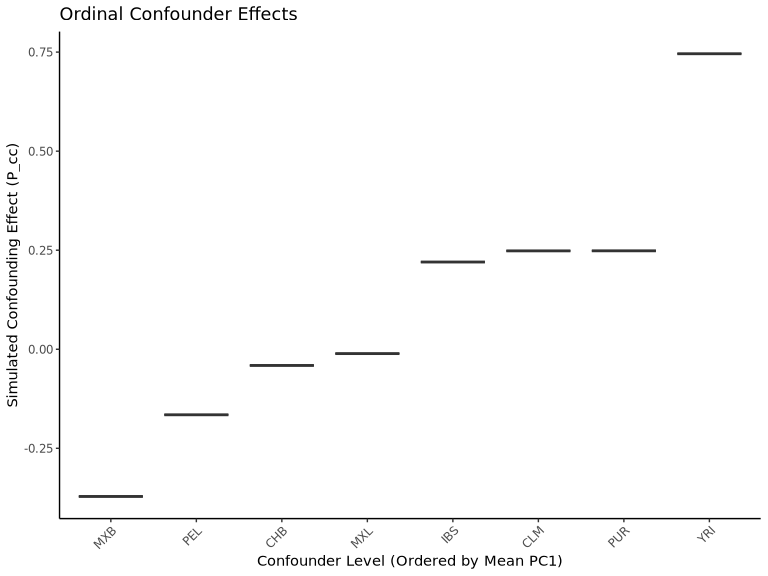 Ordinal Confounder Effects
Simulated Confounding Effect (P_cc)
0.75
0.50
0.25
0.00
-0.25
MXB
PEL
CHB
MXL
IBS
CLM
PUR
YRI
Confounder Level (Ordered by Mean PC1)